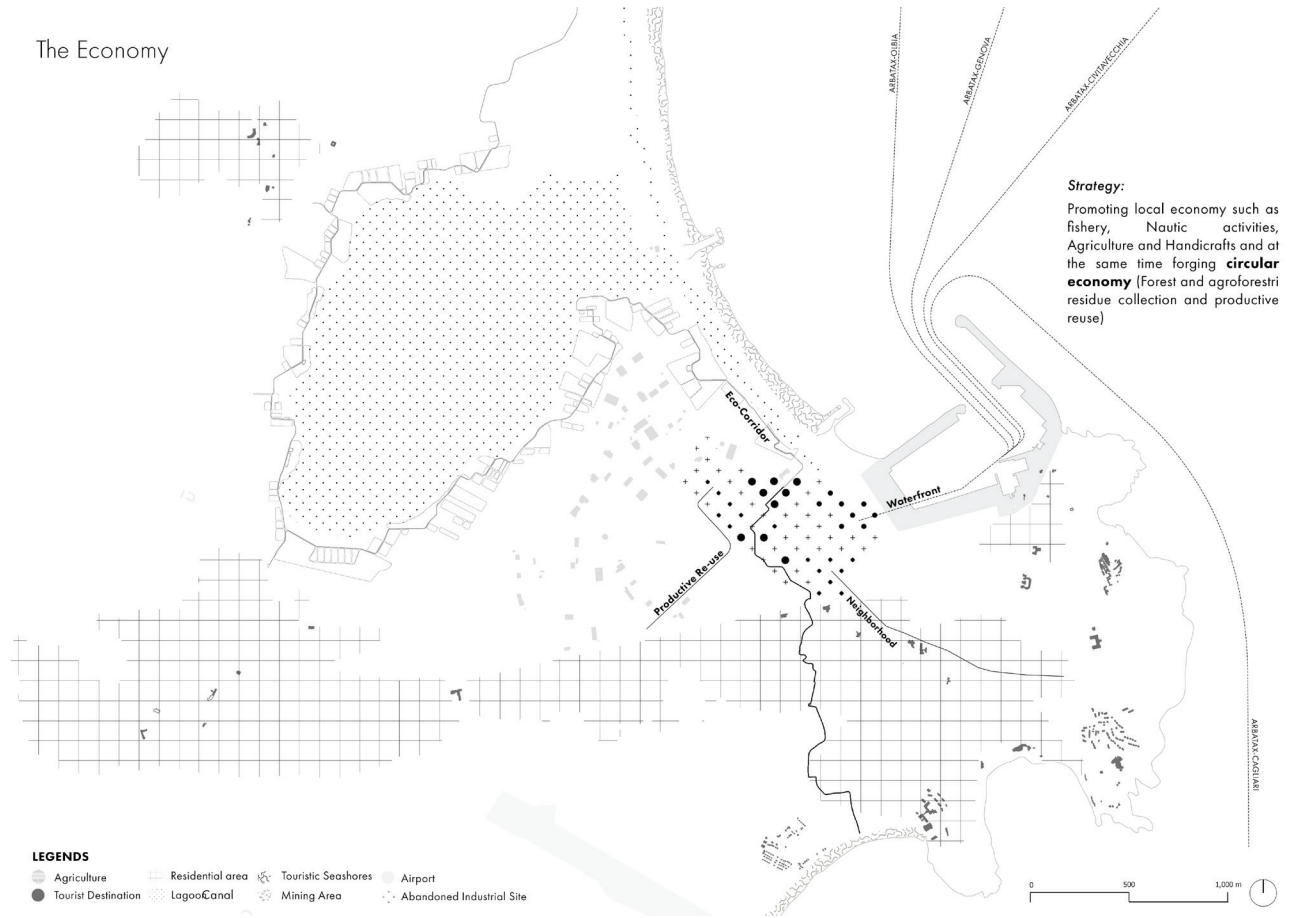 The Economy
ARBATAX-OLBIA
ARBATAX-GENOVA
ARBATAX-CIVITAVECCHIA
Strategy:
Promoting local economy such as
fishery, Nautic activities,
Agriculture and Handicrafts and at
the same time forging circular
economy (Forest and agroforestri
residue collection and productive
reuse)
Eco-Corridor
Waterfront
Productive Re-use
Neighborhood
ARBATAX-CAGLIARI
LEGENDS
Agriculture
Residential area
Touristic Seashores
Airport
Tourist Destination
LagoonCanal
Mining Area
Abandoned Industrial Site
0 500 1,000 m